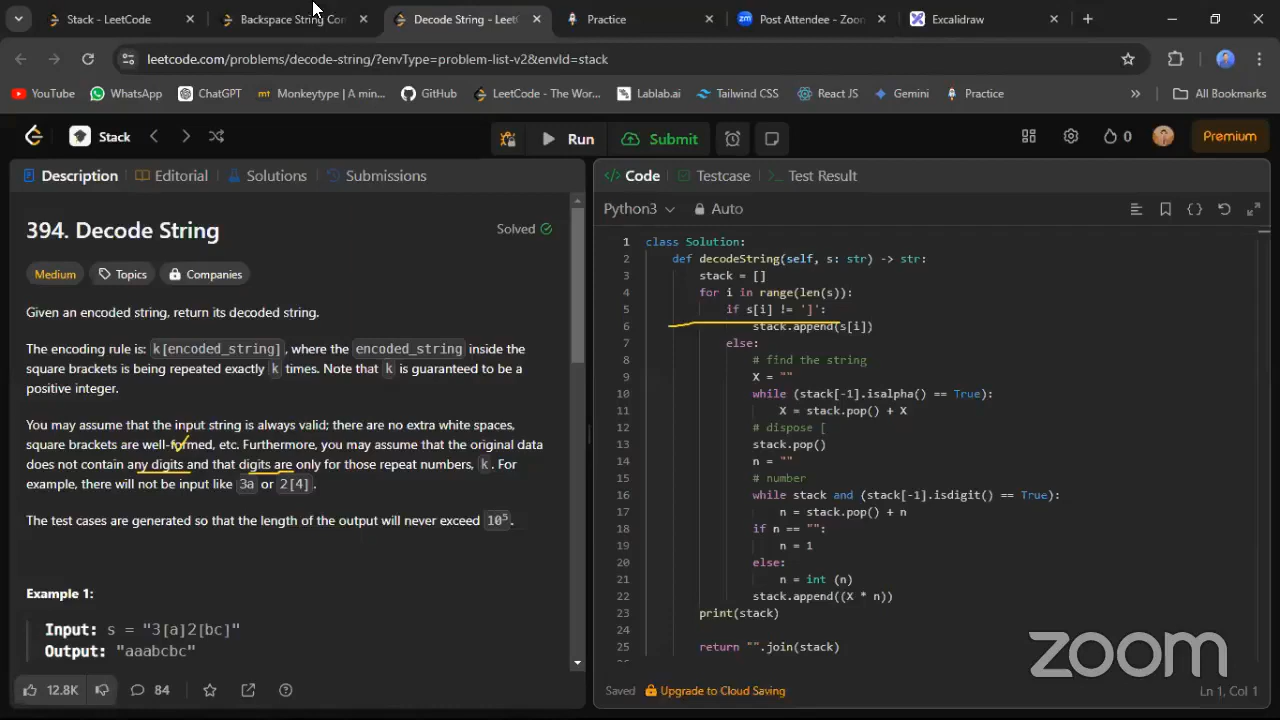 Stack - LeetCode
Backspace String Con
Decode String - Leet
Practice
Post Attendee - Zoom
Excalidraw
leetcode.com/problems/decode-string/?envType=problem-list-v2&envId=stack
YouTube
WhatsApp
ChatGPT
Monkeytype | A min...
GitHub
LeetCode - The Wor...
Lablab.ai
Tailwind CSS
React JS
Gemini
Practice
All Bookmarks
Stack
Run
Submit
0
Premium
Description
Editorial
Solutions
Submissions
394. Decode String
Solved
Medium
Topics
Companies
Given an encoded string, return its decoded string.
The encoding rule is: k[encoded_string], where the encoded_string inside the
square brackets is being repeated exactly k times. Note that k is guaranteed to be a
positive integer.
You may assume that the input string is always valid; there are no extra white spaces,
square brackets are well-formed, etc. Furthermore, you may assume that the original data
does not contain any digits and that digits are only for those repeat numbers, k. For
example, there will not be input like 3a or 2[4].
The test cases are generated so that the length of the output will never exceed 10⁵.
Example 1:
Input: s = "3[a]2[bc]"
Output: "aaabcbc"
12.8K
84
Code
Testcase
Test Result
Python3
Auto
1 class Solution:
2 def decodeString(self, s: str) -> str:
3 stack = []
4 for i in range(len(s)):
5 if s[i] != ']':
6 stack.append(s[i])
7 else:
8 # find the string
9 X = ""
10 while (stack[-1].isalpha() == True):
11 X = stack.pop() + X
12 # dispose [
13 stack.pop()
14 n = ""
15 # number
16 while stack and (stack[-1].isdigit() == True):
17 n = stack.pop() + n
18 if n == "":
19 n = 1
20 else:
21 n = int (n)
22 stack.append((X * n))
23 print(stack)
24
25 return "".join(stack)
Saved
Upgrade to Cloud Saving
Ln 1, Col 1
zoom